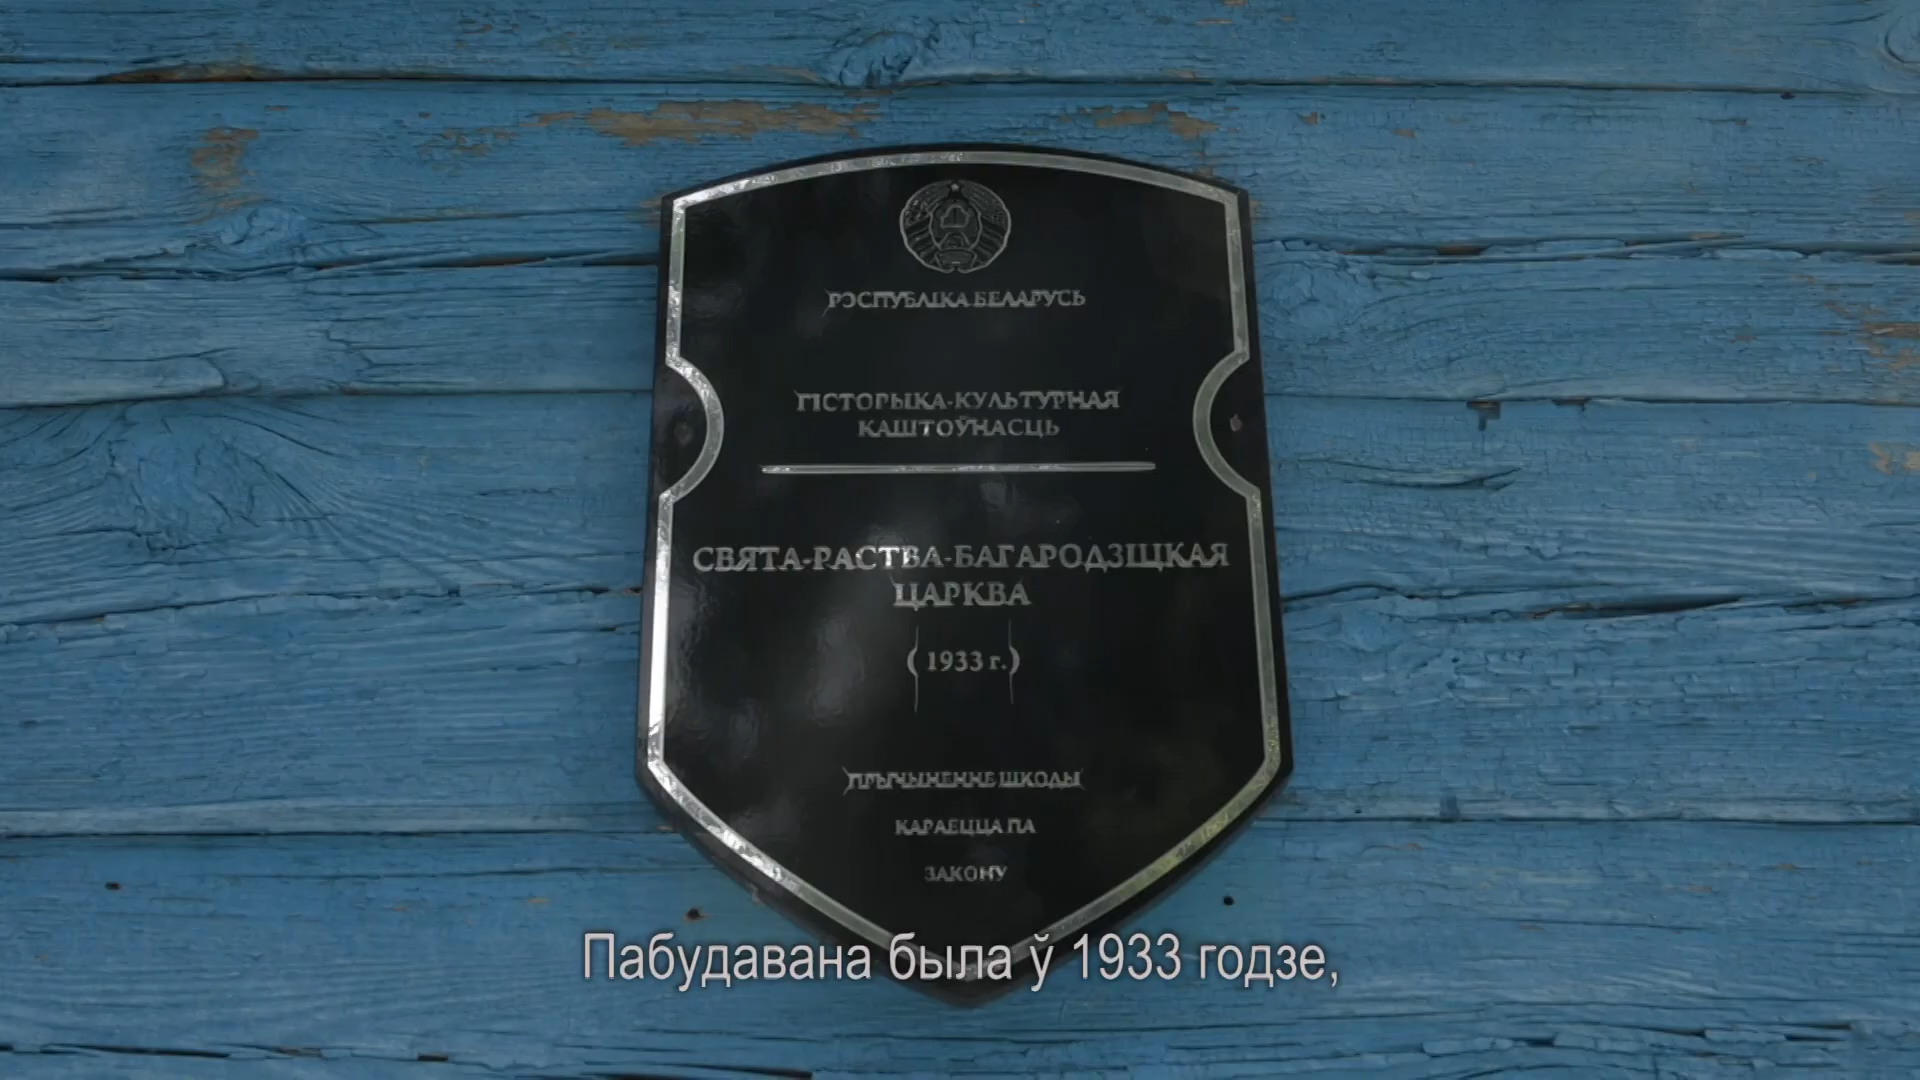 РЭСПУБЛІКА БЕЛАРУСЬ
ГІСТОРЫКА-КУЛЬТУРНАЯ
КАШТОЎНАСЦЬ
СВЯТА-РАСТВА-БАГАРОДЗІЦКАЯ
ЦАРКВА
(1933 г.)
ПРЫЧЫНЕННЕ ШКОДЫ
КАРАЕЦЦА ПА
ЗАКОНУ
Пабудавана была ў 1933 годзе,